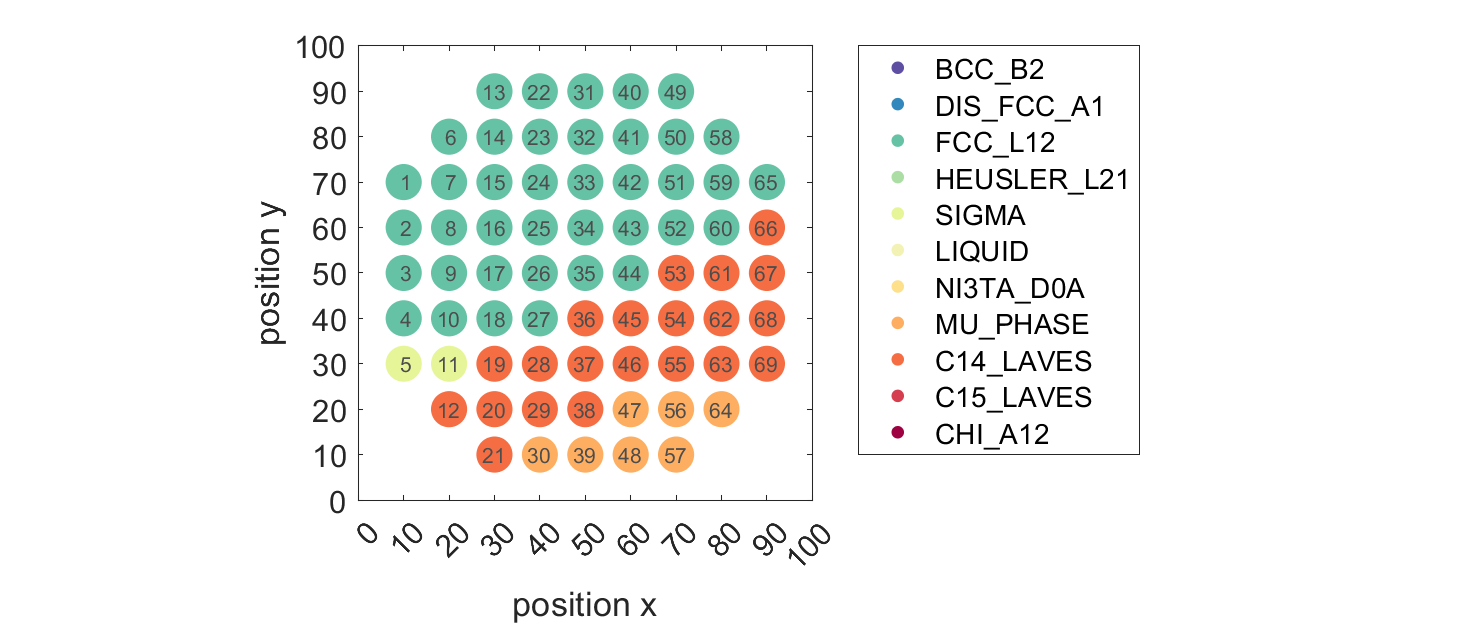 100
90
80
70
60
50
40
30
20
10
0
position y
13 22 31 40 49
6 14 23 32 41 50 58
1 7 15 24 33 42 51 59 65
2 8 16 25 34 43 52 60 66
3 9 17 26 35 44 53 61 67
4 10 18 27 36 45 54 62 68
5 11 19 28 37 46 55 63 69
12 20 29 38 47 56 64
21 30 39 48 57
0 10 20 30 40 50 60 70 80 90 100
position x
BCC_B2
DIS_FCC_A1
FCC_L12
HEUSLER_L21
SIGMA
LIQUID
NI3TA_D0A
MU_PHASE
C14_LAVES
C15_LAVES
CHI_A12